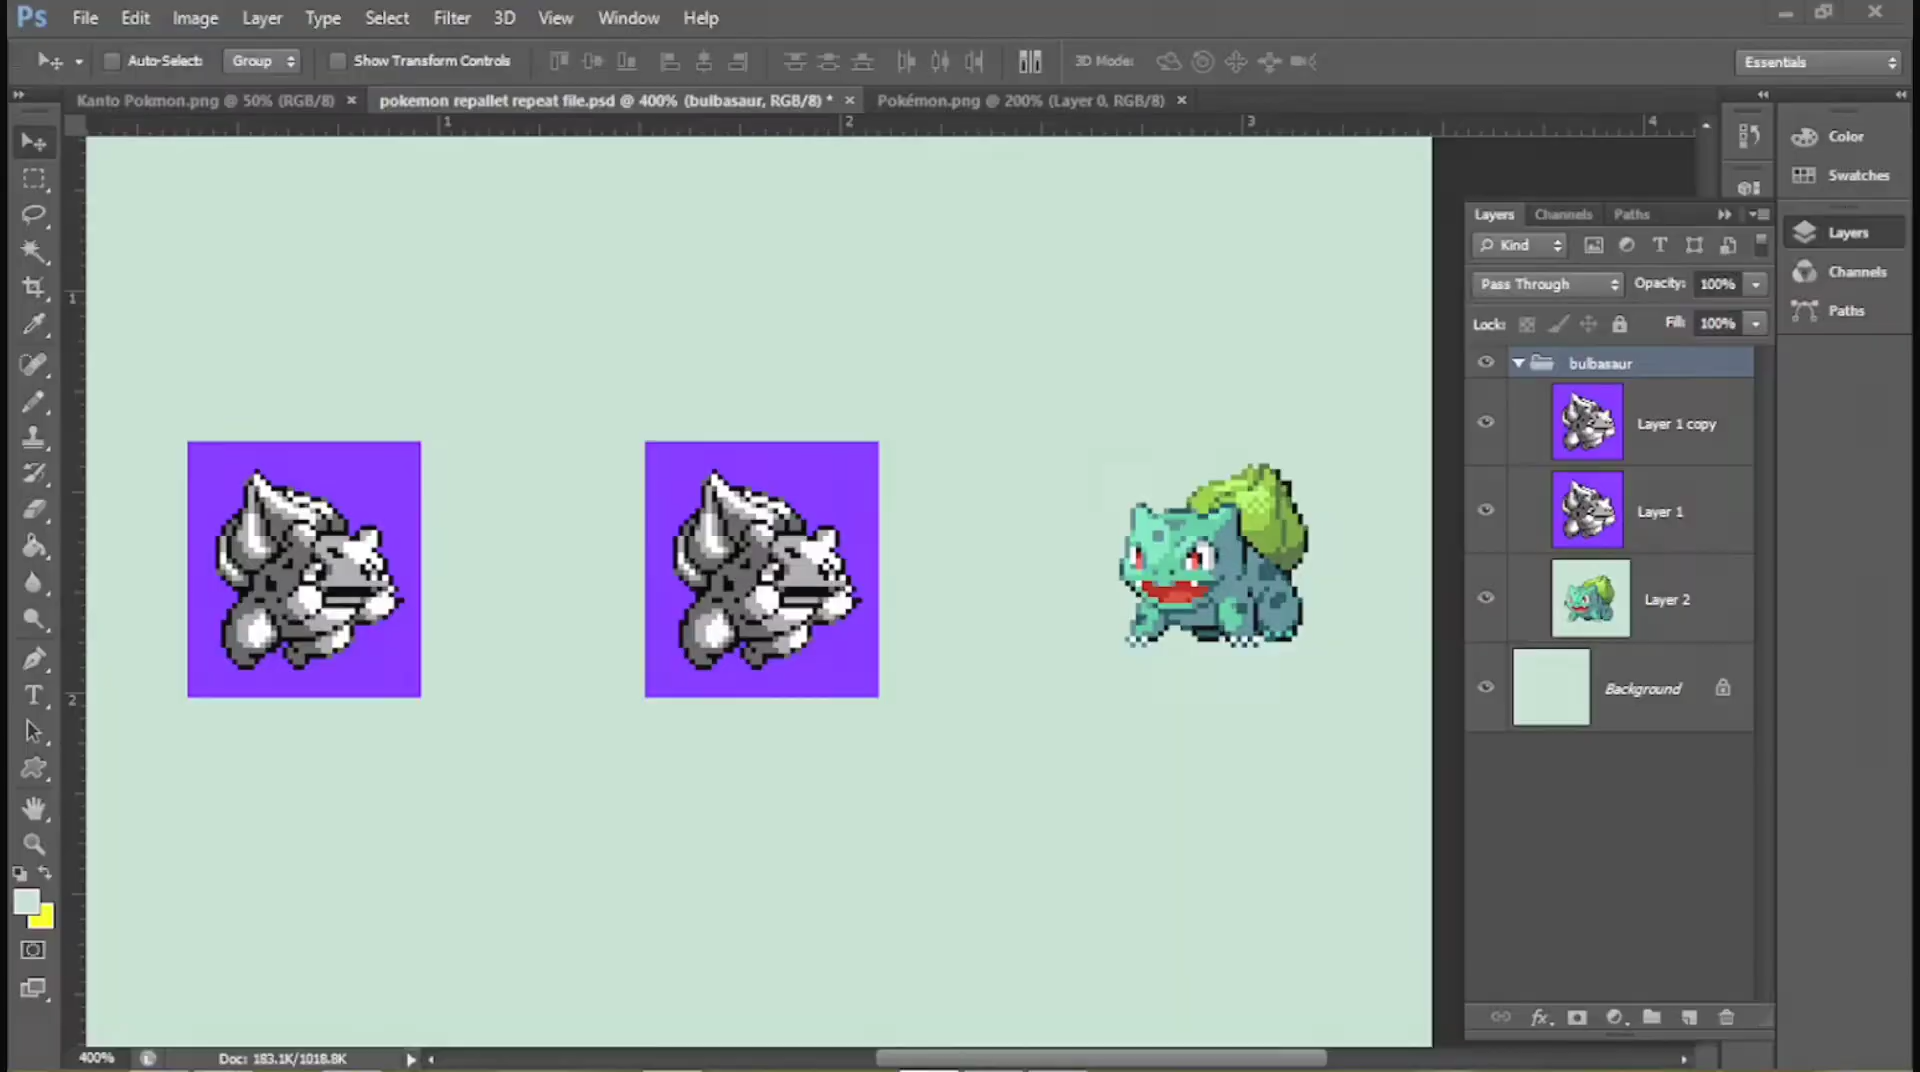 Ps File Edit Image Layer Type Select Filter 3D View Window Help
Auto-Select: Group Show Transform Controls 3D Mode: Essentials
Kanto Pokmon.png @ 50% (RGB/8) × pokemon repallet repeat file.psd @ 400% (bulbasaur, RGB/8) * × Pokémon.png @ 200% (Layer 0, RGB/8) ×
1 2 3 4
1
2
Color
Swatches
Layers
Channels
Paths
Layers Channels Paths
Kind
Pass Through Opacity: 100%
Lock: Fill: 100%
bulbasaur
Layer 1 copy
Layer 1
Layer 2
Background
fx
400% Doc: 183.1K/1018.8K